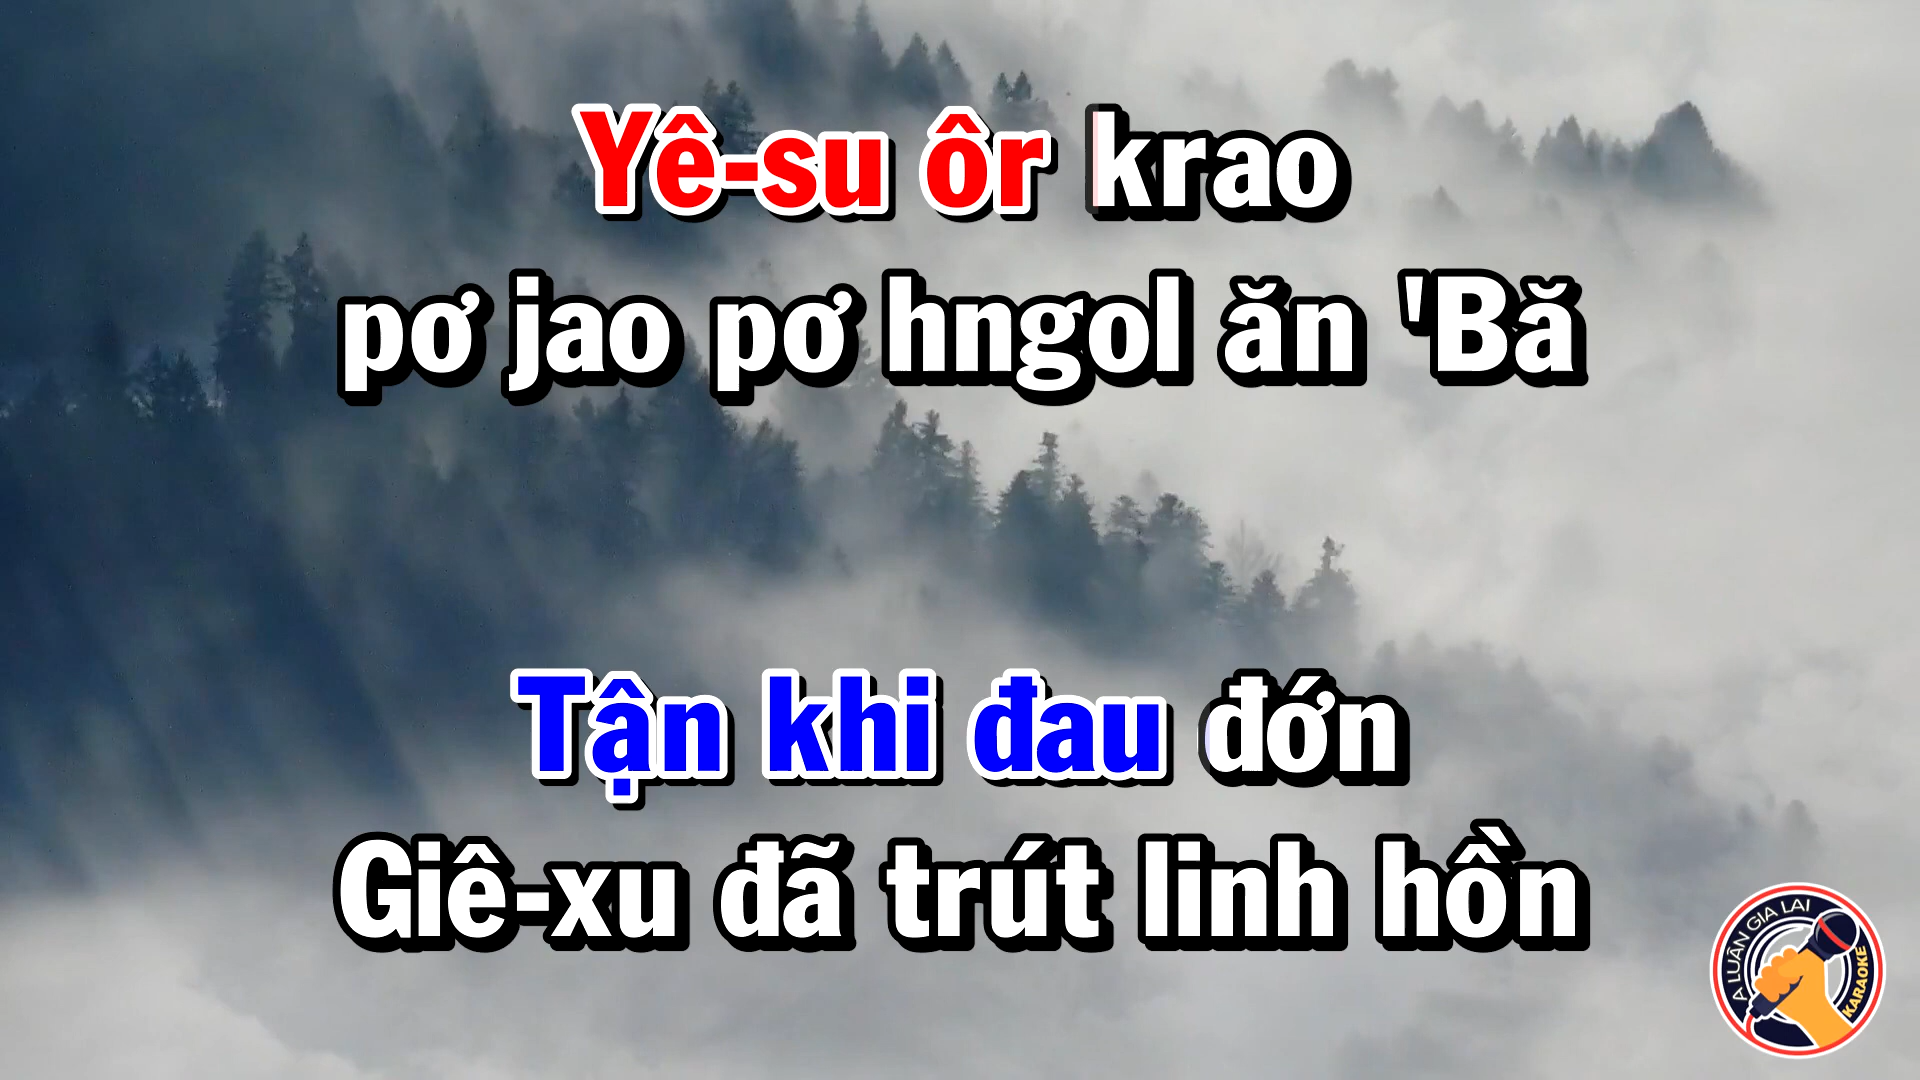 Yê-su ôr krao
pơ jao pơ hngol ăn 'Bă
Tận khi đau đớn
Giê-xu đã trút linh hồn
A LUÂN GIA LAI
KARAOKE